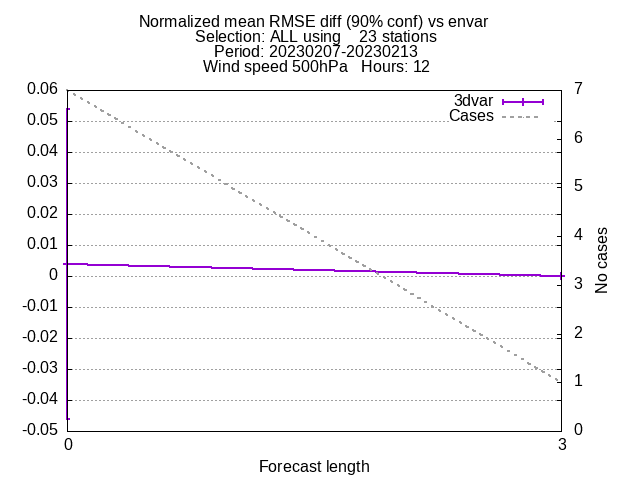 Normalized mean RMSE diff (90% conf) vs envar
Selection: ALL using    23 stations
Period: 20230207-20230213
Wind speed 500hPa   Hours: 12
3dvar
Cases
0.06
0.05
0.04
0.03
0.02
0.01
0
-0.01
-0.02
-0.03
-0.04
-0.05
7
6
5
4
3
2
1
0
No cases
0
3
Forecast length